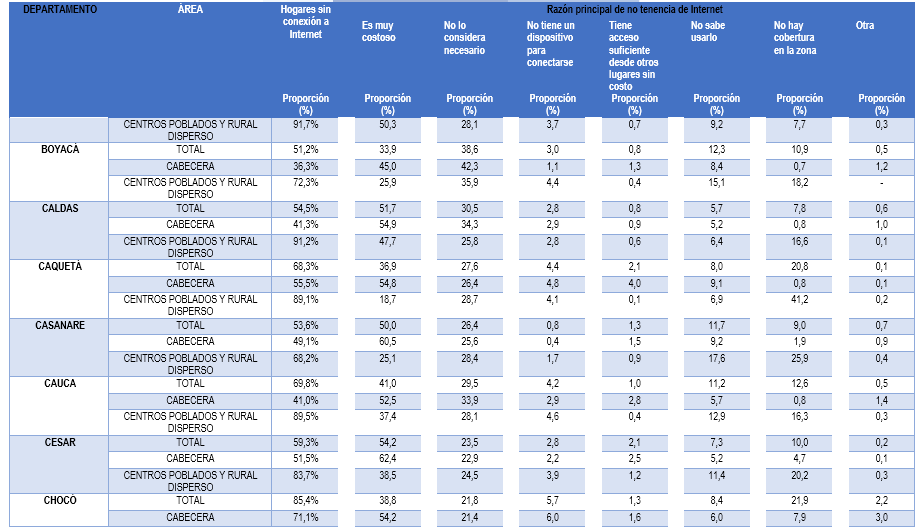 DEPARTAMENTO ÁREA Hogares sin conexión a Internet Razón principal de no tenencia de Internet
Es muy costoso No lo considera necesario No tiene un dispositivo para conectarse Tiene acceso suficiente desde otros lugares sin costo No sabe usarlo No hay cobertura en la zona Otra
Proporción (%) Proporción (%) Proporción (%) Proporción (%) Proporción (%) Proporción (%) Proporción (%) Proporción (%)
CENTROS POBLADOS Y RURAL DISPERSO 91,7% 50,3 28,1 3,7 0,7 9,2 7,7 0,3
BOYACÁ TOTAL 51,2% 33,9 38,6 3,0 0,8 12,3 10,9 0,5
CABECERA 36,3% 45,0 42,3 1,1 1,3 8,4 0,7 1,2
CENTROS POBLADOS Y RURAL DISPERSO 72,3% 25,9 35,9 4,4 0,4 15,1 18,2 -
CALDAS TOTAL 54,5% 51,7 30,5 2,8 0,8 5,7 7,8 0,6
CABECERA 41,3% 54,9 34,3 2,9 0,9 5,2 0,8 1,0
CENTROS POBLADOS Y RURAL DISPERSO 91,2% 47,7 25,8 2,8 0,6 6,4 16,6 0,1
CAQUETÁ TOTAL 68,3% 36,9 27,6 4,4 2,1 8,0 20,8 0,1
CABECERA 55,5% 54,8 26,4 4,8 4,0 9,1 0,8 0,1
CENTROS POBLADOS Y RURAL DISPERSO 89,1% 18,7 28,7 4,1 0,1 6,9 41,2 0,2
CASANARE TOTAL 53,6% 50,0 26,4 0,8 1,3 11,7 9,0 0,7
CABECERA 49,1% 60,5 25,6 0,4 1,5 9,2 1,9 0,9
CENTROS POBLADOS Y RURAL DISPERSO 68,2% 25,1 28,4 1,7 0,9 17,6 25,9 0,4
CAUCA TOTAL 69,8% 41,0 29,5 4,2 1,0 11,2 12,6 0,5
CABECERA 41,0% 52,5 33,9 2,9 2,8 5,7 0,8 1,4
CENTROS POBLADOS Y RURAL DISPERSO 89,5% 37,4 28,1 4,6 0,4 12,9 16,3 0,3
CESAR TOTAL 59,3% 54,2 23,5 2,8 2,1 7,3 10,0 0,2
CABECERA 51,5% 62,4 22,9 2,2 2,5 5,2 4,7 0,1
CENTROS POBLADOS Y RURAL DISPERSO 83,7% 38,5 24,5 3,9 1,2 11,4 20,2 0,3
CHOCÓ TOTAL 85,4% 38,8 21,8 5,7 1,3 8,4 21,9 2,2
CABECERA 71,1% 54,2 21,4 6,0 1,6 6,0 7,9 3,0